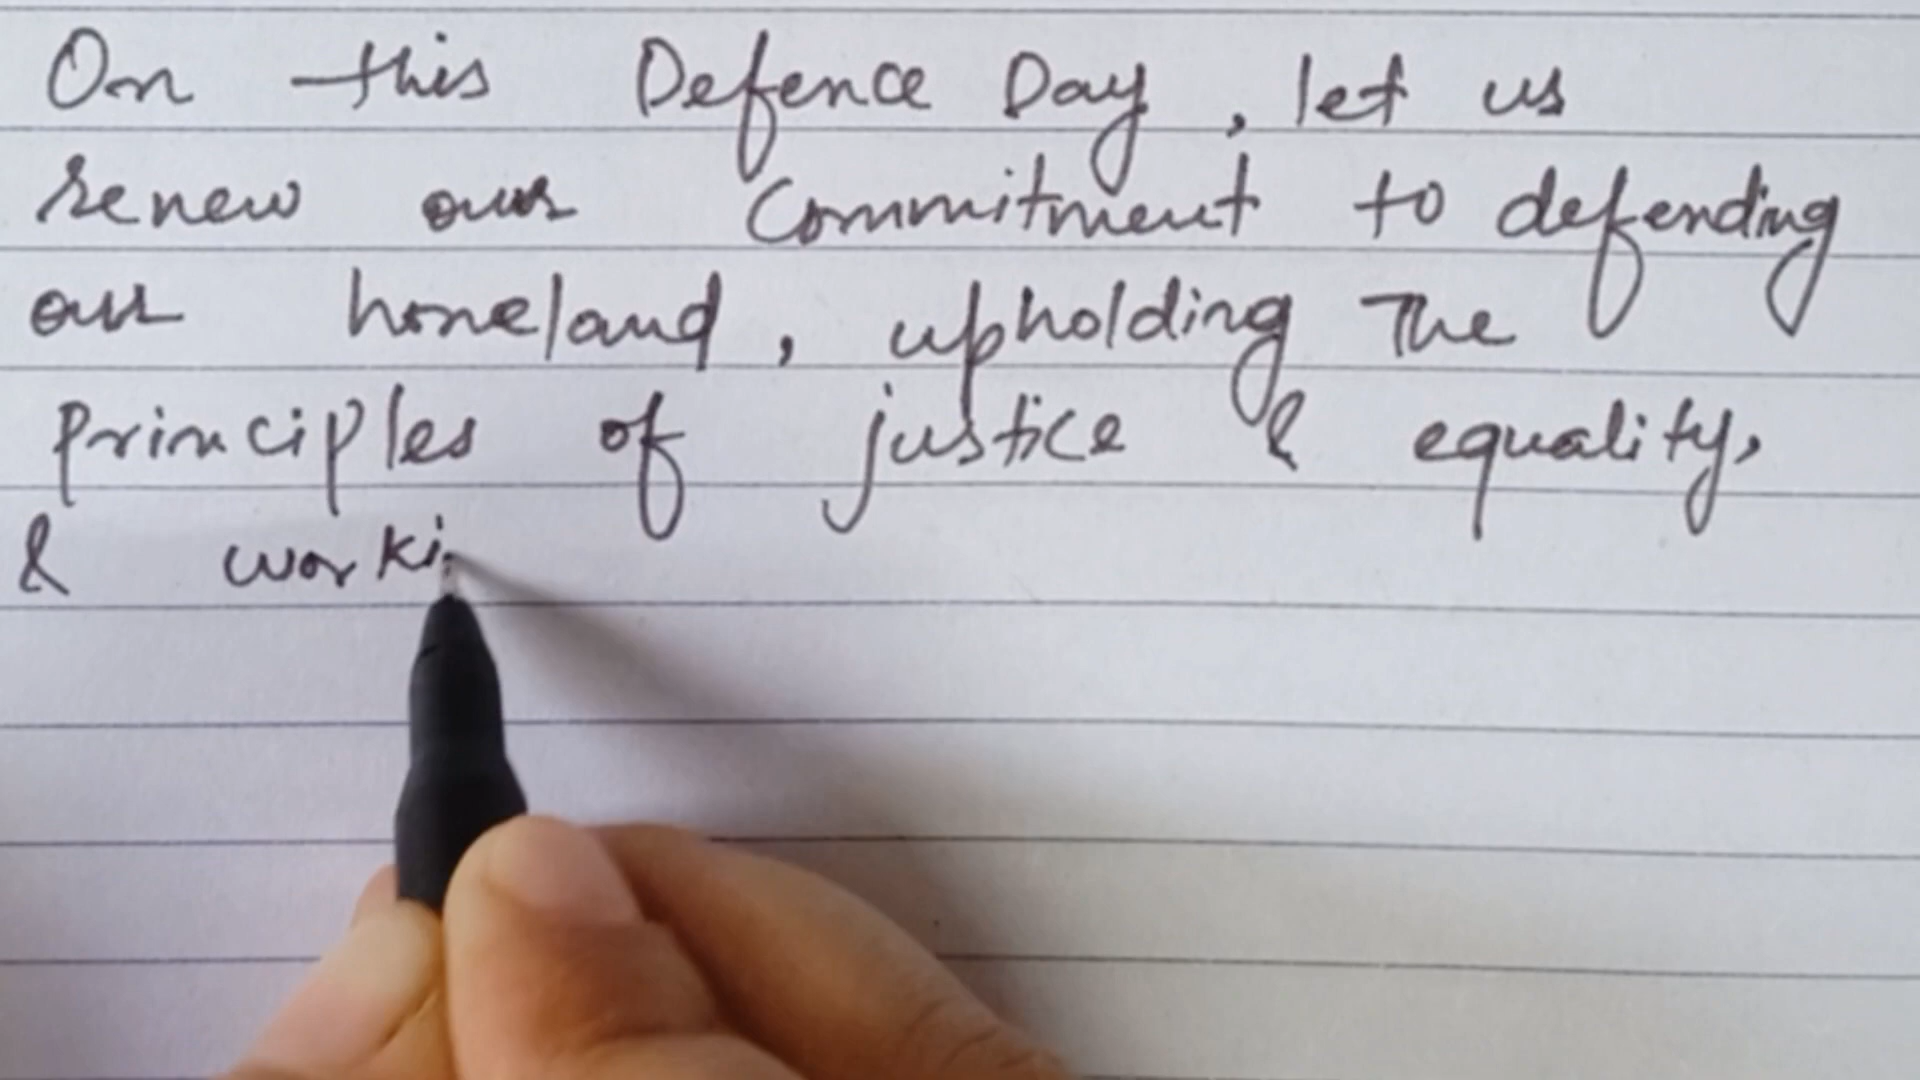 On this Defence Day, let us
renew our Commitment to defending
our homeland, upholding The
Principles of justice & equality,
& worki